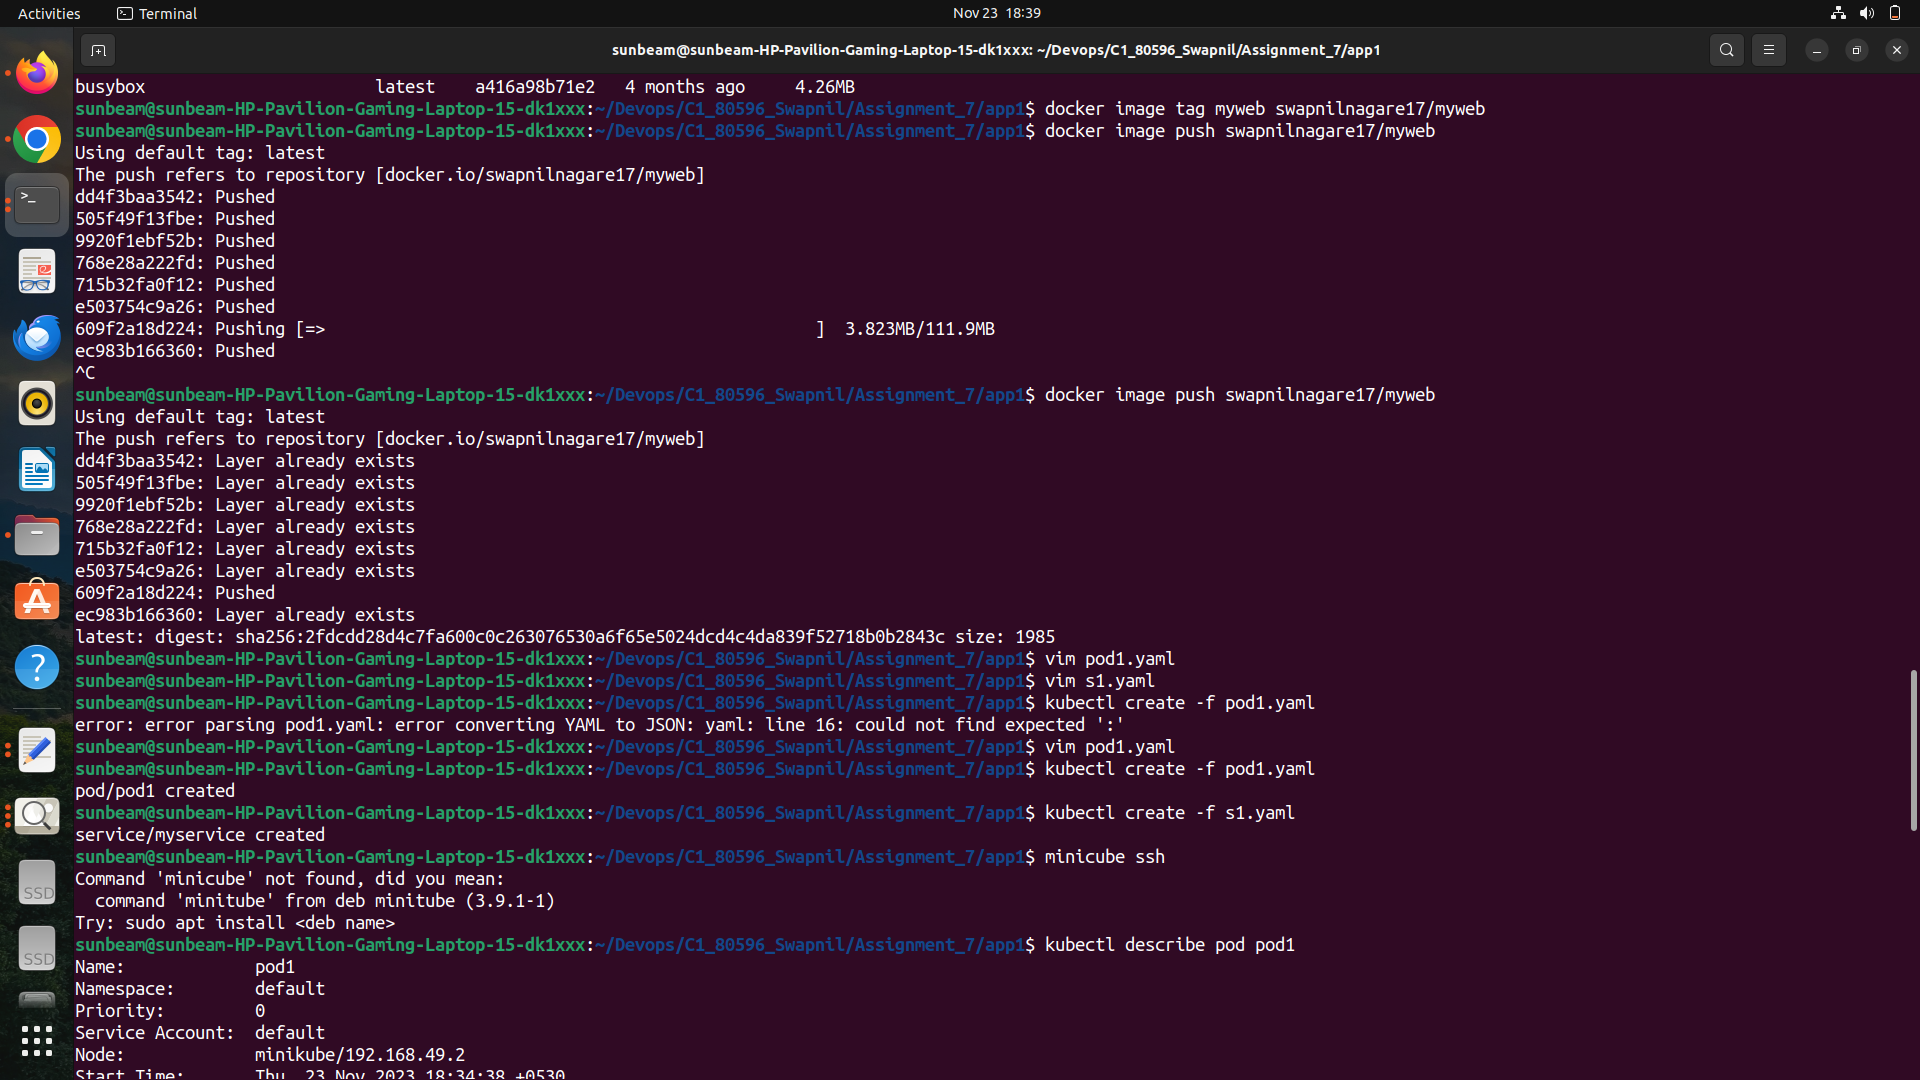 Activities
Terminal
Nov 23 18:39
sunbeam@sunbeam-HP-Pavilion-Gaming-Laptop-15-dk1xxx: ~/Devops/C1_80596_Swapnil/Assignment_7/app1
busybox latest a416a98b71e2 4 months ago 4.26MB
sunbeam@sunbeam-HP-Pavilion-Gaming-Laptop-15-dk1xxx:~/Devops/C1_80596_Swapnil/Assignment_7/app1$ docker image tag myweb swapnilnagare17/myweb
sunbeam@sunbeam-HP-Pavilion-Gaming-Laptop-15-dk1xxx:~/Devops/C1_80596_Swapnil/Assignment_7/app1$ docker image push swapnilnagare17/myweb
Using default tag: latest
The push refers to repository [docker.io/swapnilnagare17/myweb]
dd4f3baa3542: Pushed
505f49f13fbe: Pushed
9920f1ebf52b: Pushed
768e28a222fd: Pushed
715b32fa0f12: Pushed
e503754c9a26: Pushed
609f2a18d224: Pushing [=> ] 3.823MB/111.9MB
ec983b166360: Pushed
^C
sunbeam@sunbeam-HP-Pavilion-Gaming-Laptop-15-dk1xxx:~/Devops/C1_80596_Swapnil/Assignment_7/app1$ docker image push swapnilnagare17/myweb
Using default tag: latest
The push refers to repository [docker.io/swapnilnagare17/myweb]
dd4f3baa3542: Layer already exists
505f49f13fbe: Layer already exists
9920f1ebf52b: Layer already exists
768e28a222fd: Layer already exists
715b32fa0f12: Layer already exists
e503754c9a26: Layer already exists
609f2a18d224: Pushed
ec983b166360: Layer already exists
latest: digest: sha256:2fdcdd28d4c7fa600c0c263076530a6f65e5024dcd4c4da839f52718b0b2843c size: 1985
sunbeam@sunbeam-HP-Pavilion-Gaming-Laptop-15-dk1xxx:~/Devops/C1_80596_Swapnil/Assignment_7/app1$ vim pod1.yaml
sunbeam@sunbeam-HP-Pavilion-Gaming-Laptop-15-dk1xxx:~/Devops/C1_80596_Swapnil/Assignment_7/app1$ vim s1.yaml
sunbeam@sunbeam-HP-Pavilion-Gaming-Laptop-15-dk1xxx:~/Devops/C1_80596_Swapnil/Assignment_7/app1$ kubectl create -f pod1.yaml
error: error parsing pod1.yaml: error converting YAML to JSON: yaml: line 16: could not find expected ':'
sunbeam@sunbeam-HP-Pavilion-Gaming-Laptop-15-dk1xxx:~/Devops/C1_80596_Swapnil/Assignment_7/app1$ vim pod1.yaml
sunbeam@sunbeam-HP-Pavilion-Gaming-Laptop-15-dk1xxx:~/Devops/C1_80596_Swapnil/Assignment_7/app1$ kubectl create -f pod1.yaml
pod/pod1 created
sunbeam@sunbeam-HP-Pavilion-Gaming-Laptop-15-dk1xxx:~/Devops/C1_80596_Swapnil/Assignment_7/app1$ kubectl create -f s1.yaml
service/myservice created
sunbeam@sunbeam-HP-Pavilion-Gaming-Laptop-15-dk1xxx:~/Devops/C1_80596_Swapnil/Assignment_7/app1$ minicube ssh
Command 'minicube' not found, did you mean:
command 'minitube' from deb minitube (3.9.1-1)
Try: sudo apt install <deb name>
sunbeam@sunbeam-HP-Pavilion-Gaming-Laptop-15-dk1xxx:~/Devops/C1_80596_Swapnil/Assignment_7/app1$ kubectl describe pod pod1
Name: pod1
Namespace: default
Priority: 0
Service Account: default
Node: minikube/192.168.49.2
Start Time: Thu, 23 Nov 2023 18:34:38 +0530
SSD
SSD